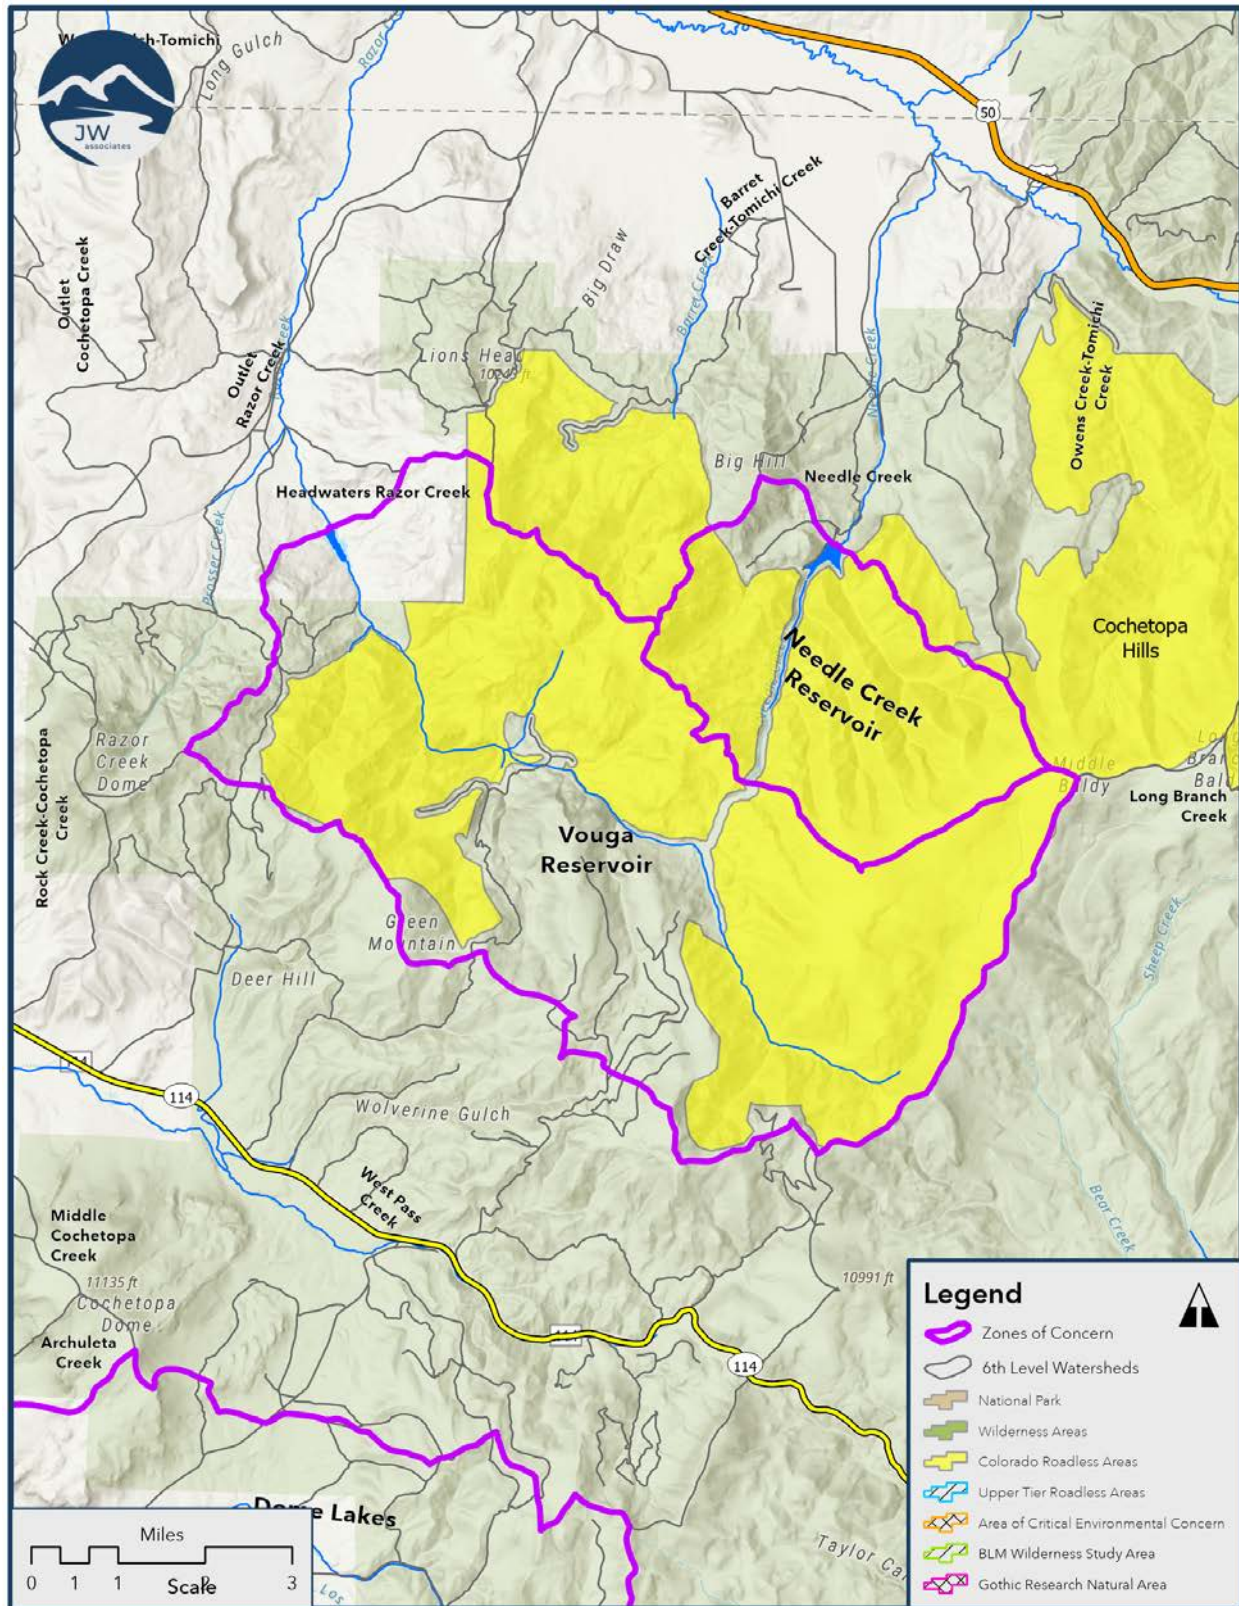 JW
associates
Long Gulch
50
Barret
Creek-Tomichi Creek
Outlet
Cochetopa Creek
Big Draw
Barret Creek
Needle Creek
Outlet
Razor Creek
Lions Head
Owens Creek-Tomichi
Creek
Big Hill
Needle Creek
Headwaters Razor Creek
Prosser Creek
Cochetopa
Hills
Needle Creek
Reservoir
Razor
Creek
Dome
Rock Creek-Cochetopa
Creek
Middle
Baldy
Long Branch
Creek
Vouga
Reservoir
Green
Mountain
Deer Hill
Sheep Creek
114
Wolverine Gulch
West Pass
Creek
Bear Creek
Middle
Cochetopa
Creek
11135 ft
Cochetopa
Dome
10991 ft
Archuleta
Creek
114
Dome Lakes
Los
Miles
0 1 1 2 3
Scale
Legend
Zones of Concern
6th Level Watersheds
National Park
Wilderness Areas
Colorado Roadless Areas
Upper Tier Roadless Areas
Area of Critical Environmental Concern
BLM Wilderness Study Area
Gothic Research Natural Area